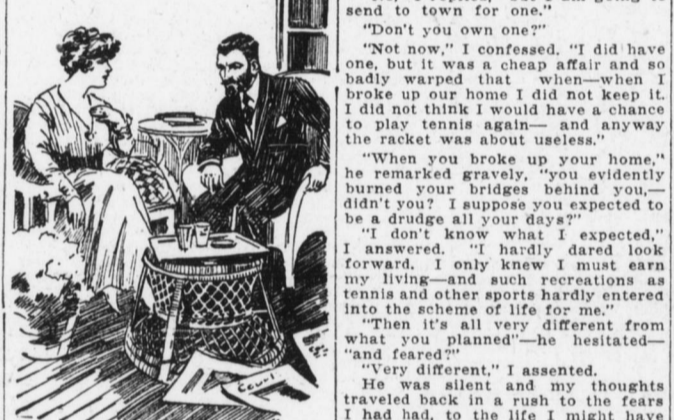 send to town for one."
"Don't you own one?"
"Not now," I confessed. "I did have
one, but it was a cheap affair and so
badly warped that when—when I
broke up our home I did not keep it.
I did not think I would have a chance
to play tennis again— and anyway
the racket was about useless."
"When you broke up your home,"
he remarked gravely, "you evidently
burned your bridges behind you,—
didn't you? I suppose you expected to
be a drudge all your days?"
"I don't know what I expected,"
I answered. "I hardly dared look
forward. I only knew I must earn
my living—and such recreations as
tennis and other sports hardly entered
into the scheme of life for me."
"Then it's all very different from
what you planned"—he hesitated—
"and feared?"
"Very different," I assented.
He was silent and my thoughts
traveled back in a rush to the fears
I had had, to the life I might have